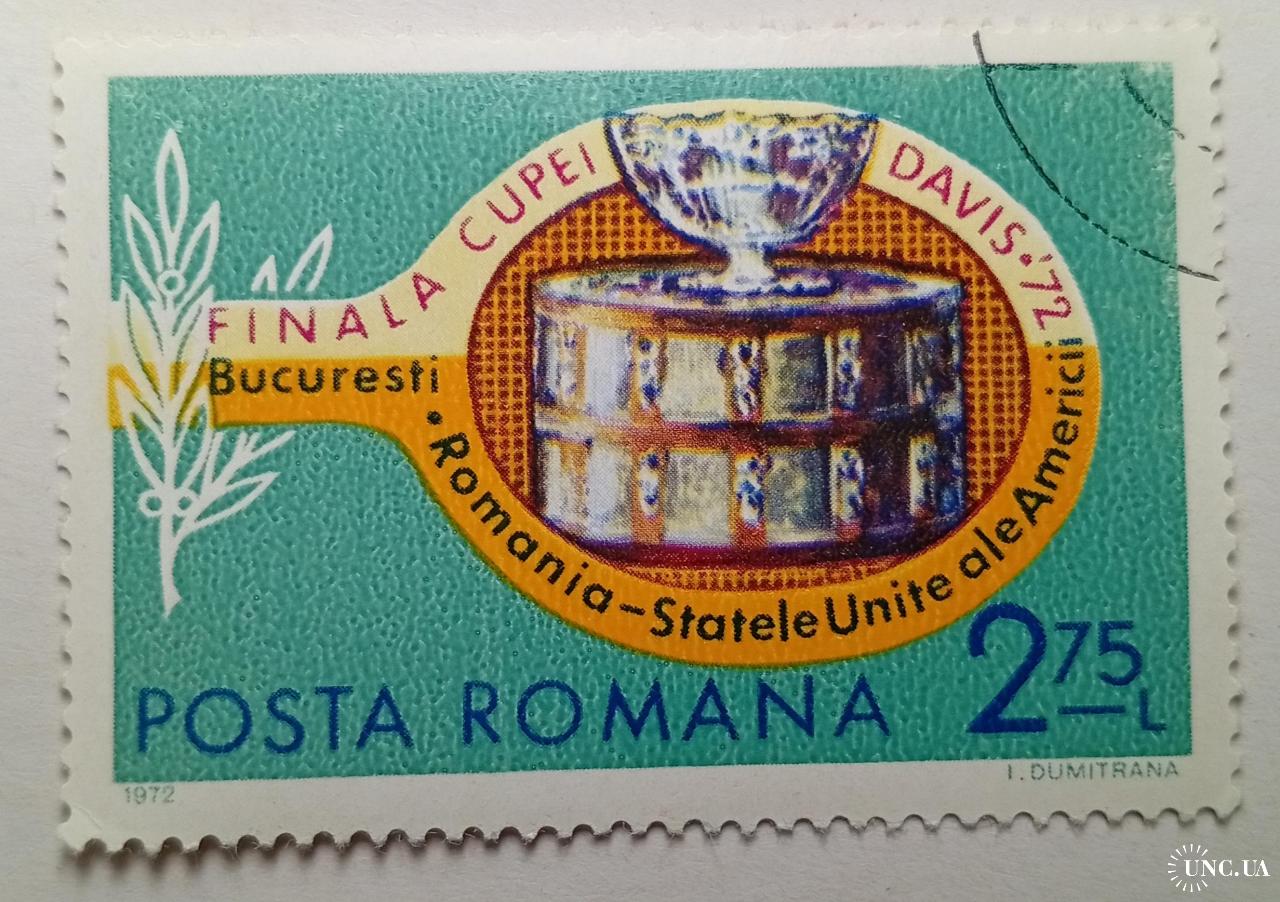 FINALA CUPEI DAVIS·'72
Bucuresti · Romania – Statele Unite ale Americii
POSTA ROMANA 2 75 L
1972 I. DUMITRANA
UNC.UA